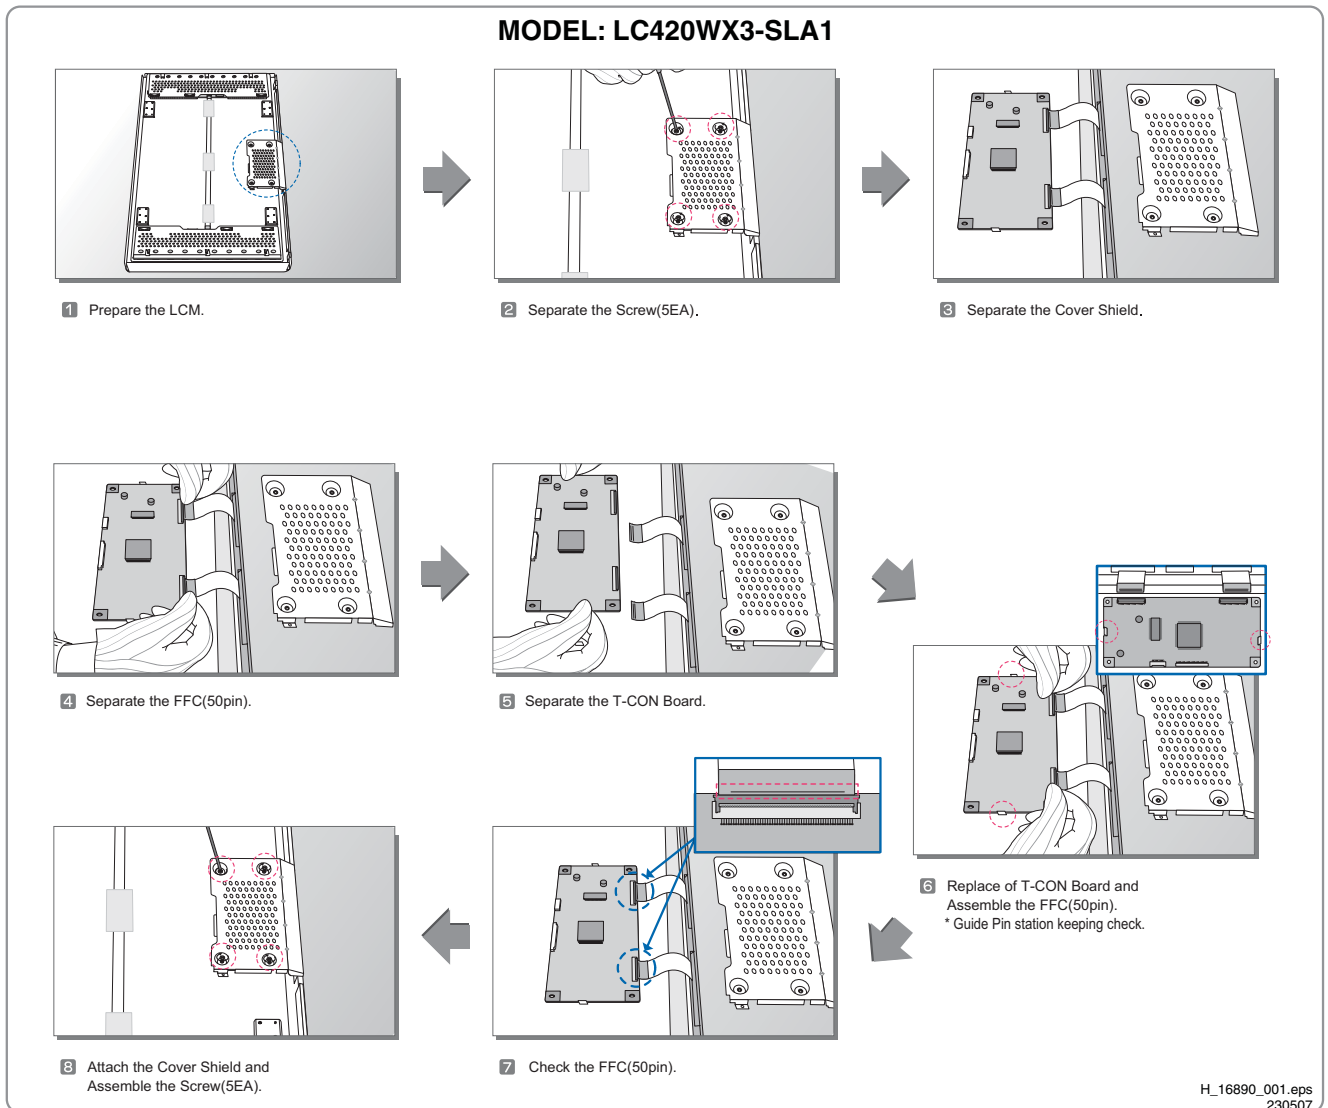 MODEL: LC420WX3-SLA1
1 Prepare the LCM.
2 Separate the Screw(5EA).
3 Separate the Cover Shield.
4 Separate the FFC(50pin).
5 Separate the T-CON Board.
6 Replace of T-CON Board and
Assemble the FFC(50pin).
* Guide Pin station keeping check.
7 Check the FFC(50pin).
8 Attach the Cover Shield and
Assemble the Screw(5EA).
H_16890_001.eps
230507